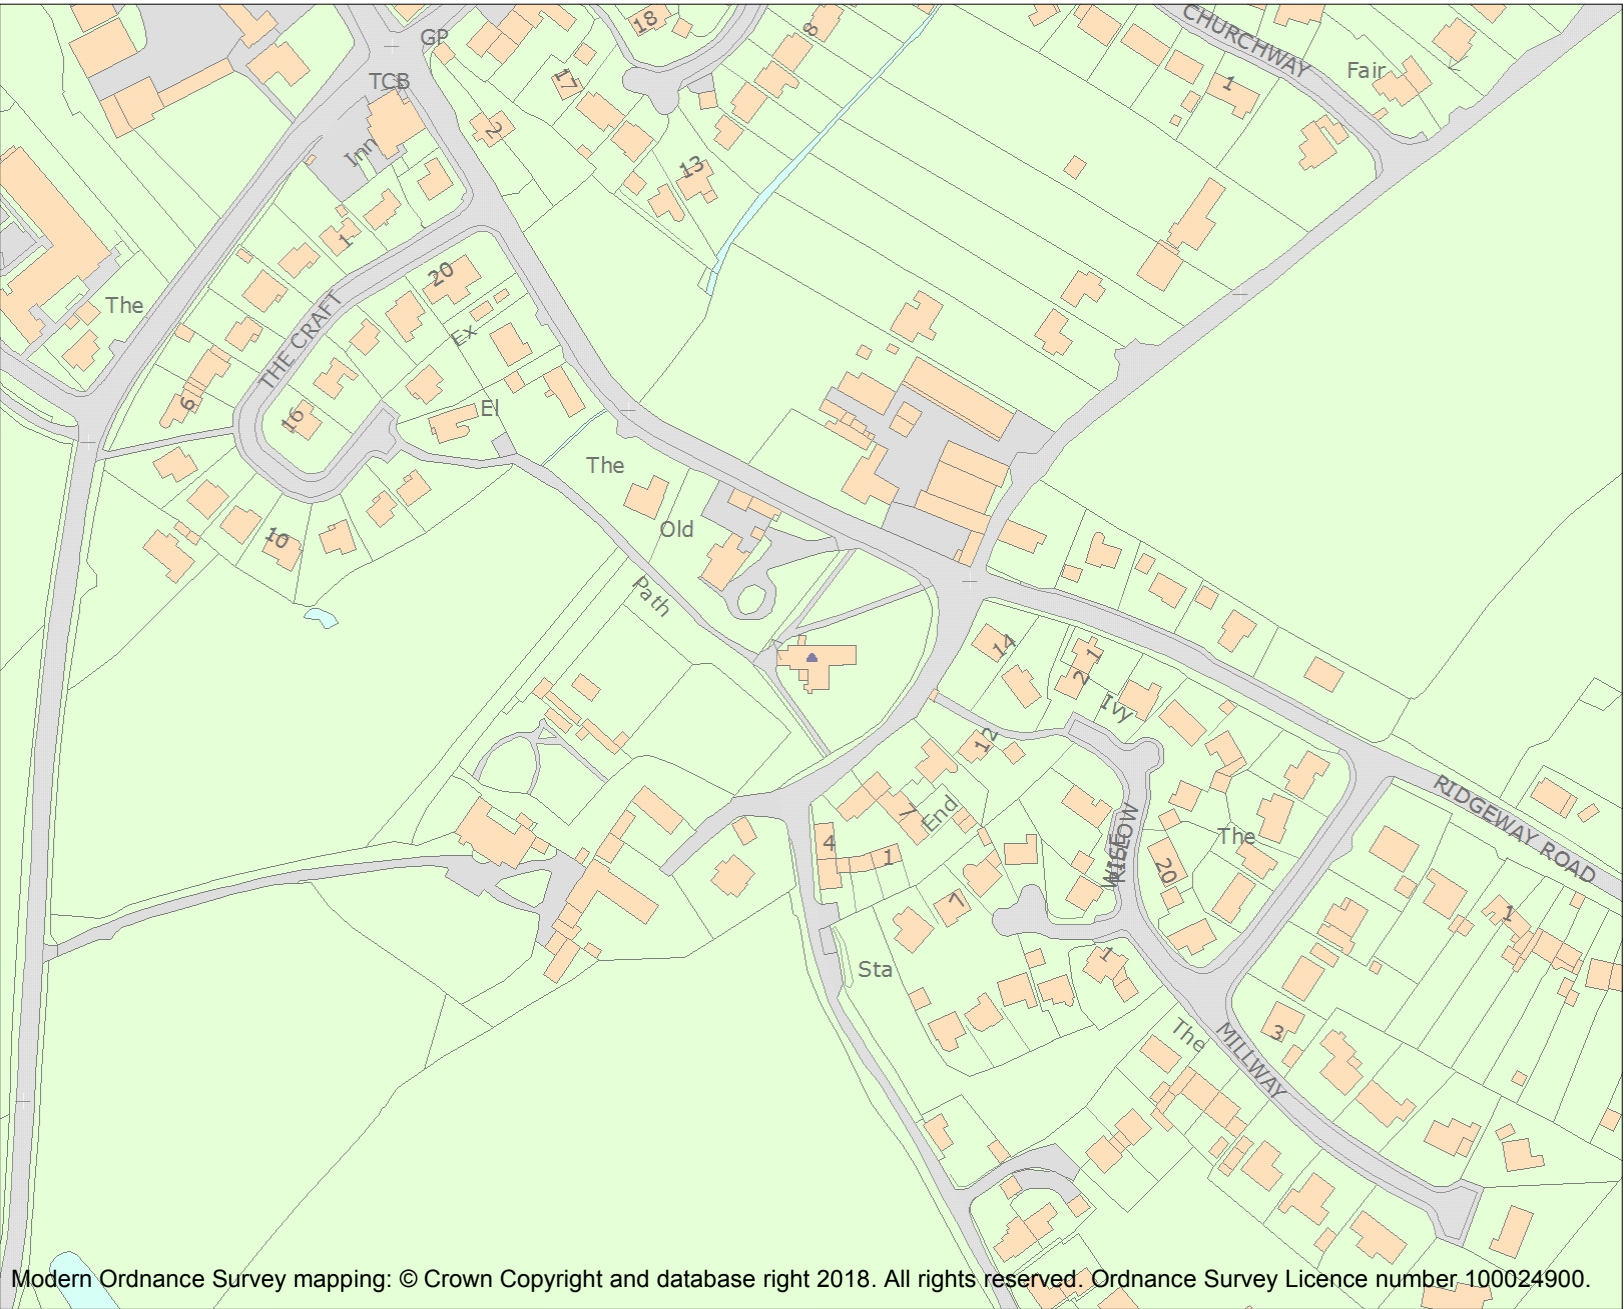 CHURCHWAY
18
8
GP
Fair
TCB
17
1
2
Inn
13
1
20
The
THE CRAFT
Ex
6
El
16
The
Old
10
Path
14
1
2
Ivy
12
RIDGEWAY ROAD
7
End
WILLOW
RISE
The
4
1
20
7
1
Sta
1
The
3
MILLWAY
Modern Ordnance Survey mapping: © Crown Copyright and database right 2018. All rights reserved. Ordnance Survey Licence number 100024900.